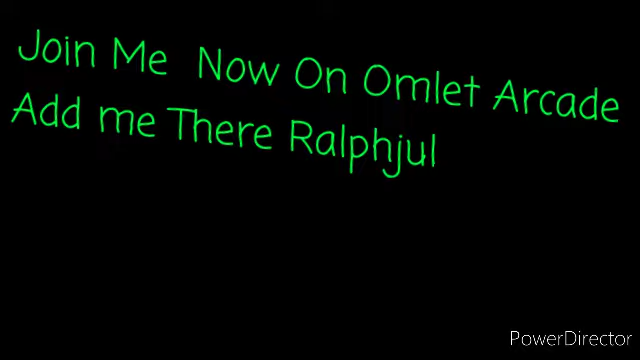 Join Me Now On Omlet Arcade
Add me There Ralphjul
PowerDirector